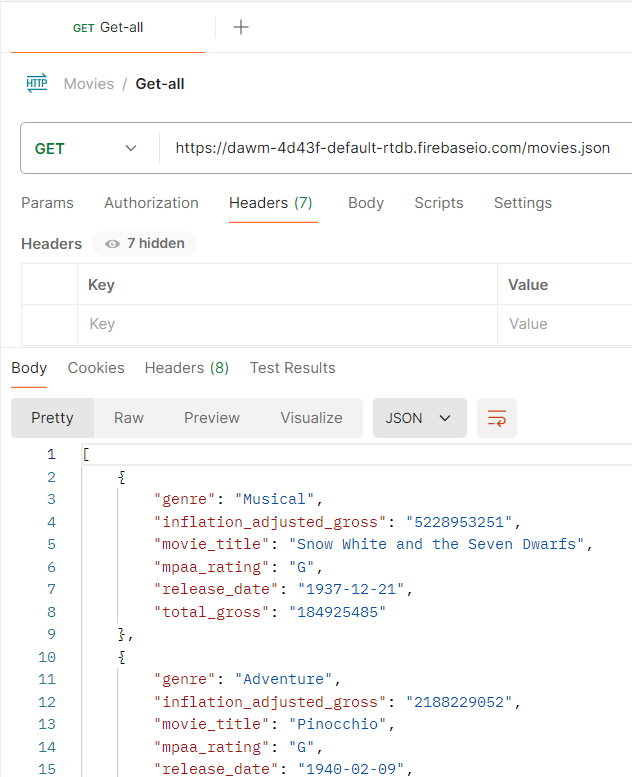 GET Get-all
HTTP Movies / Get-all
GET https://dawm-4d43f-default-rtdb.firebaseio.com/movies.json
Params Authorization Headers (7) Body Scripts Settings
Headers 7 hidden
Key Value
Key Value
Body Cookies Headers (8) Test Results
Pretty Raw Preview Visualize JSON
1 [
2 {
3 "genre": "Musical",
4 "inflation_adjusted_gross": "5228953251",
5 "movie_title": "Snow White and the Seven Dwarfs",
6 "mpaa_rating": "G",
7 "release_date": "1937-12-21",
8 "total_gross": "184925485"
9 },
10 {
11 "genre": "Adventure",
12 "inflation_adjusted_gross": "2188229052",
13 "movie_title": "Pinocchio",
14 "mpaa_rating": "G",
15 "release_date": "1940-02-09",